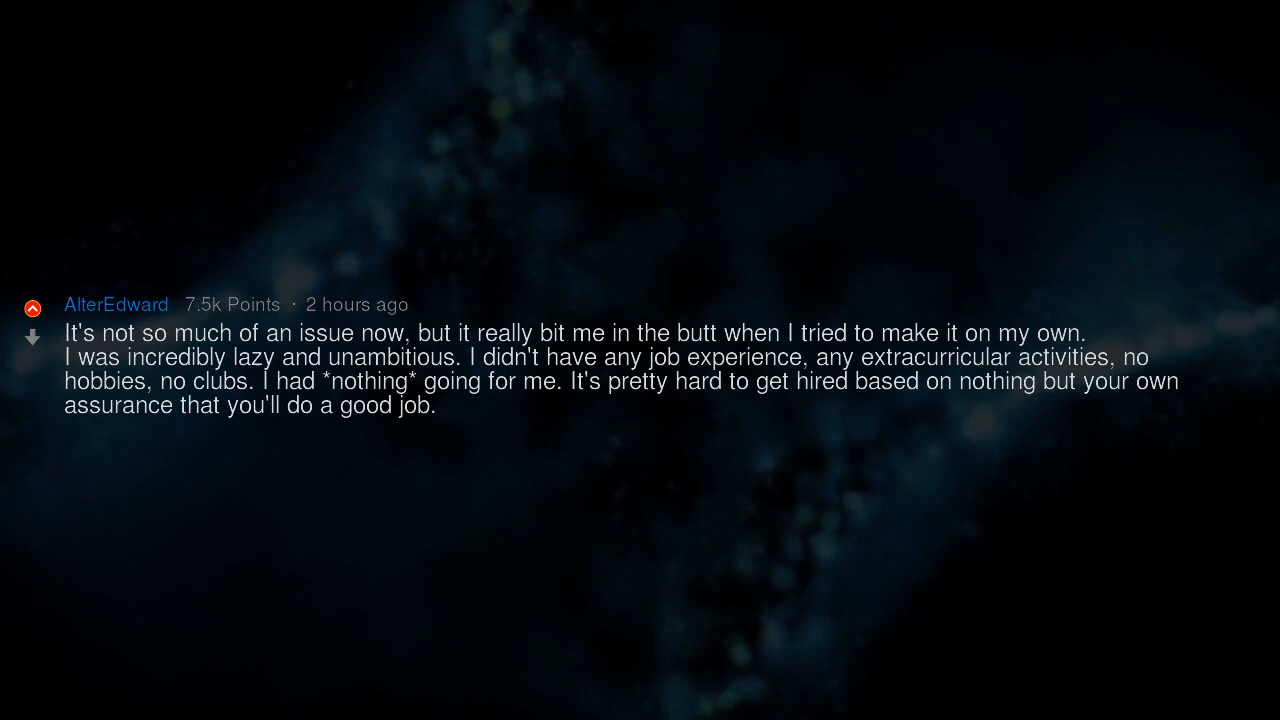 AlterEdward 7.5k Points · 2 hours ago
It's not so much of an issue now, but it really bit me in the butt when I tried to make it on my own.
I was incredibly lazy and unambitious. I didn't have any job experience, any extracurricular activities, no
hobbies, no clubs. I had *nothing* going for me. It's pretty hard to get hired based on nothing but your own
assurance that you'll do a good job.